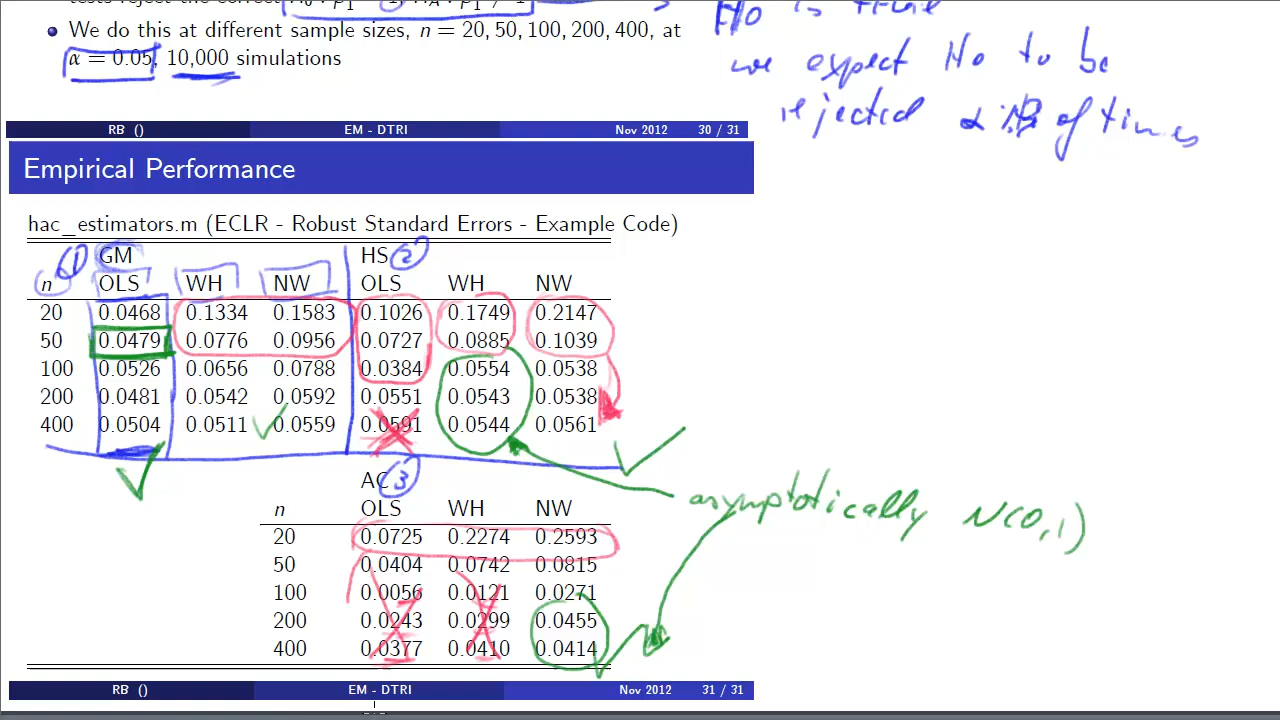 tests reject the correct
We do this at different sample sizes, n = 20, 50, 100, 200, 400, at
α = 0.05, 10,000 simulations
Ho is true
we expect Ho to be
rejected α of times
RB () EM - DTRI Nov 2012 30 / 31
Empirical Performance
hac_estimators.m (ECLR - Robust Standard Errors - Example Code)
① GM HS ②
n OLS WH NW OLS WH NW
20 0.0468 0.1334 0.1583 0.1026 0.1749 0.2147
50 0.0479 0.0776 0.0956 0.0727 0.0885 0.1039
100 0.0526 0.0656 0.0788 0.0384 0.0554 0.0538
200 0.0481 0.0542 0.0592 0.0551 0.0543 0.0538
400 0.0504 0.0511 0.0559 0.0591 0.0544 0.0561
AC ③
n OLS WH NW
20 0.0725 0.2274 0.2593
50 0.0404 0.0742 0.0815
100 0.0056 0.0121 0.0271
200 0.0243 0.0299 0.0455
400 0.0377 0.0410 0.0414
asymptotically N(0,1)
RB () EM - DTRI Nov 2012 31 / 31